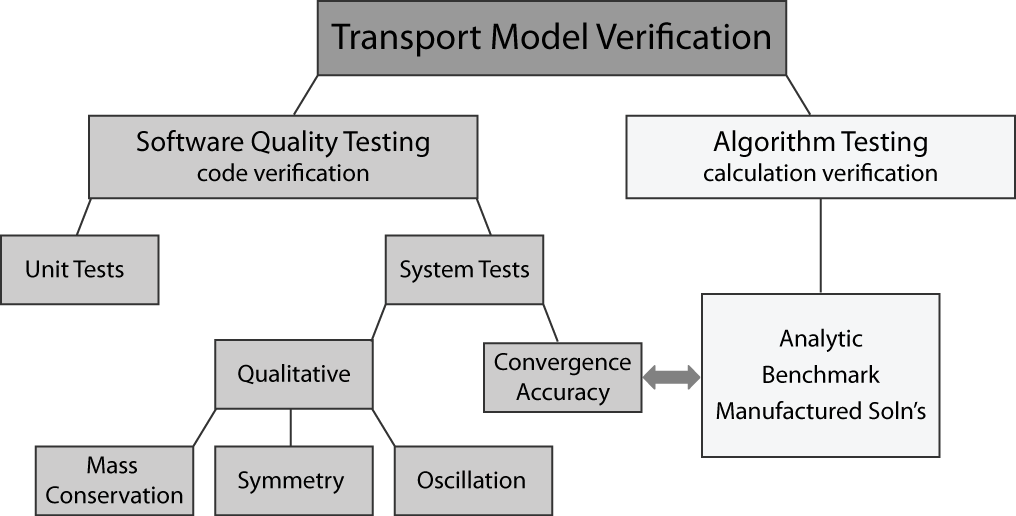 Transport Model Verification
Software Quality Testing
code verification
Algorithm Testing
calculation verification
Unit Tests
System Tests
Qualitative
Convergence
Accuracy
Analytic
Benchmark
Manufactured Soln's
Mass
Conservation
Symmetry
Oscillation